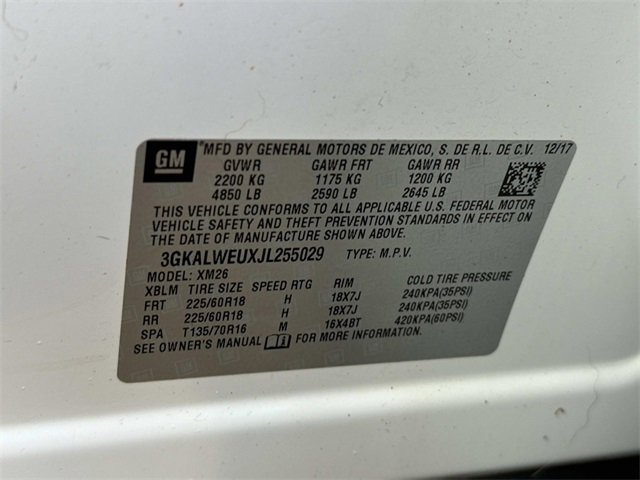 GM ®MFD BY GENERAL MOTORS DE MEXICO, S. DE R.L. DE C.V. 12/17
GVWR GAWR FRT GAWR RR
2200 KG 1175 KG 1200 KG
4850 LB 2590 LB 2645 LB
THIS VEHICLE CONFORMS TO ALL APPLICABLE U.S. FEDERAL MOTOR
VEHICLE SAFETY AND THEFT PREVENTION STANDARDS IN EFFECT ON
THE DATE OF MANUFACTURE SHOWN ABOVE.
3GKALWEUXJL255029 TYPE: M.P.V.
MODEL: XM26
XBLM TIRE SIZE SPEED RTG RIM COLD TIRE PRESSURE
FRT 225/60R18 H 18X7J 240KPA(35PSI)
RR 225/60R18 H 18X7J 240KPA(35PSI)
SPA T135/70R16 M 16X4BT 420KPA(60PSI)
SEE OWNER'S MANUAL FOR MORE INFORMATION.